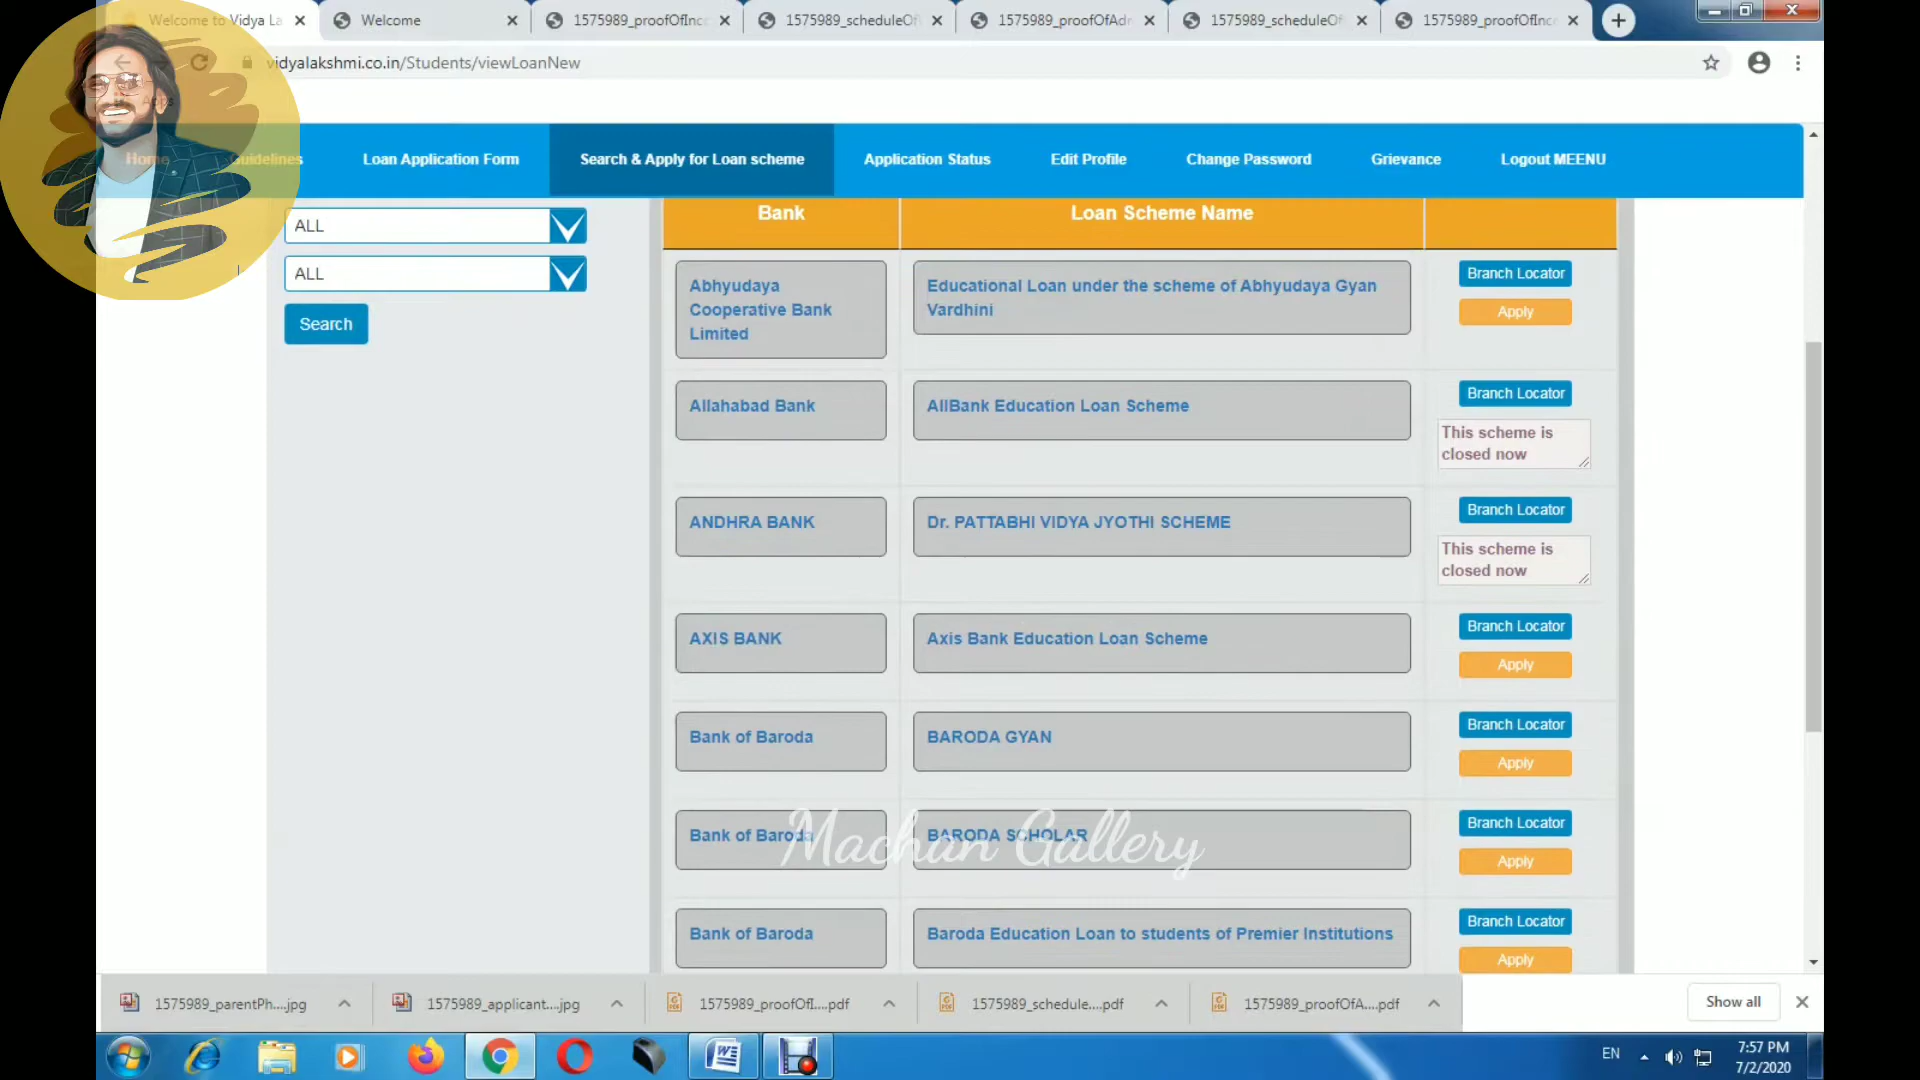 Welcome to Vidya La
Welcome
1575989_proofOfInc
1575989_scheduleOf
1575989_proofOfAdr
1575989_scheduleOf
1575989_proofOfInc
vidyalakshmi.co.in/Students/viewLoanNew
Apps
Home
Guidelines
Loan Application Form
Search & Apply for Loan scheme
Application Status
Edit Profile
Change Password
Grievance
Logout MEENU
ALL
ALL
Search
Bank
Loan Scheme Name
Abhyudaya
Cooperative Bank
Limited
Educational Loan under the scheme of Abhyudaya Gyan
Vardhini
Branch Locator
Apply
Allahabad Bank
AllBank Education Loan Scheme
Branch Locator
This scheme is
closed now
ANDHRA BANK
Dr. PATTABHI VIDYA JYOTHI SCHEME
Branch Locator
This scheme is
closed now
AXIS BANK
Axis Bank Education Loan Scheme
Branch Locator
Apply
Bank of Baroda
BARODA GYAN
Branch Locator
Apply
Bank of Baroda
BARODA SCHOLAR
Branch Locator
Apply
Machan Gallery
Bank of Baroda
Baroda Education Loan to students of Premier Institutions
Branch Locator
Apply
1575989_parentPh....jpg
1575989_applicant....jpg
1575989_proofOfI....pdf
1575989_schedule....pdf
1575989_proofOfA....pdf
Show all
EN
7:57 PM
7/2/2020